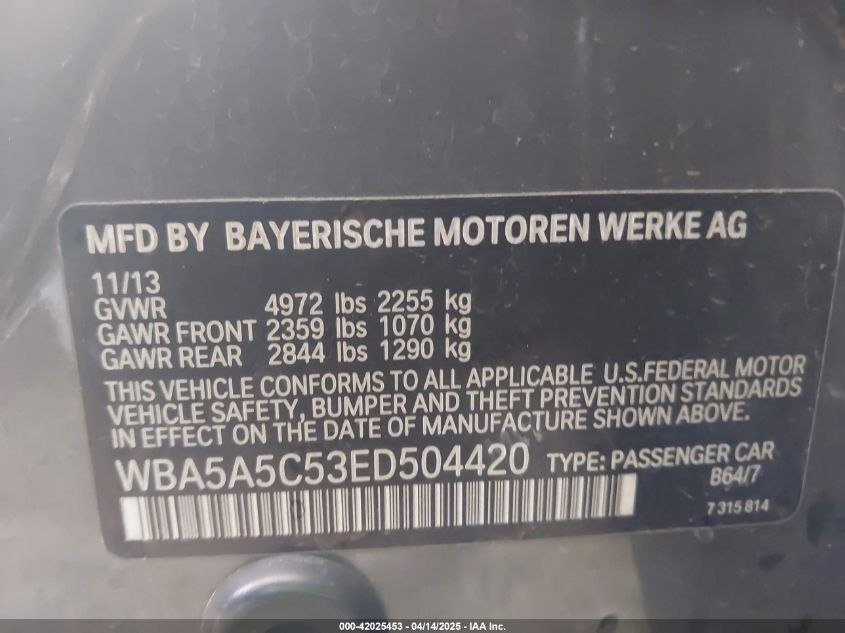 MFD BY BAYERISCHE MOTOREN WERKE AG
11/13
GVWR 4972 lbs 2255 kg
GAWR FRONT 2359 lbs 1070 kg
GAWR REAR 2844 lbs 1290 kg
THIS VEHICLE CONFORMS TO ALL APPLICABLE U.S.FEDERAL MOTOR
VEHICLE SAFETY, BUMPER AND THEFT PREVENTION STANDARDS
IN EFFECT ON THE DATE OF MANUFACTURE SHOWN ABOVE.
WBA5A5C53ED504420 TYPE: PASSENGER CAR
B64/7
7 315 814
000-42025453 - 04/14/2025 - IAA Inc.